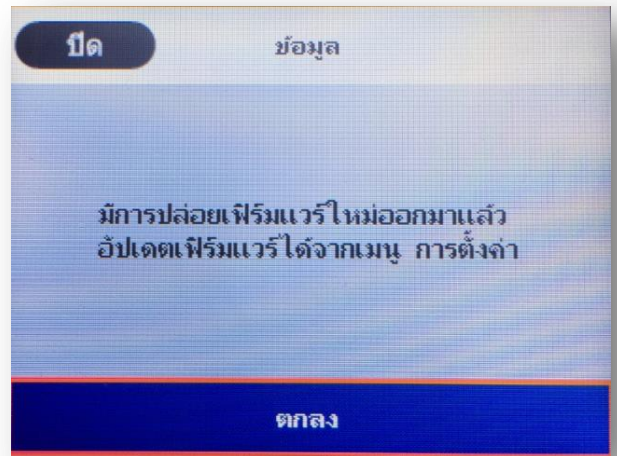 ปิด
ข้อมูล
มีการปล่อยเฟิร์มแวร์ใหม่ออกมาแล้ว
อัปเดตเฟิร์มแวร์ได้จากเมนู การตั้งค่า
ตกลง